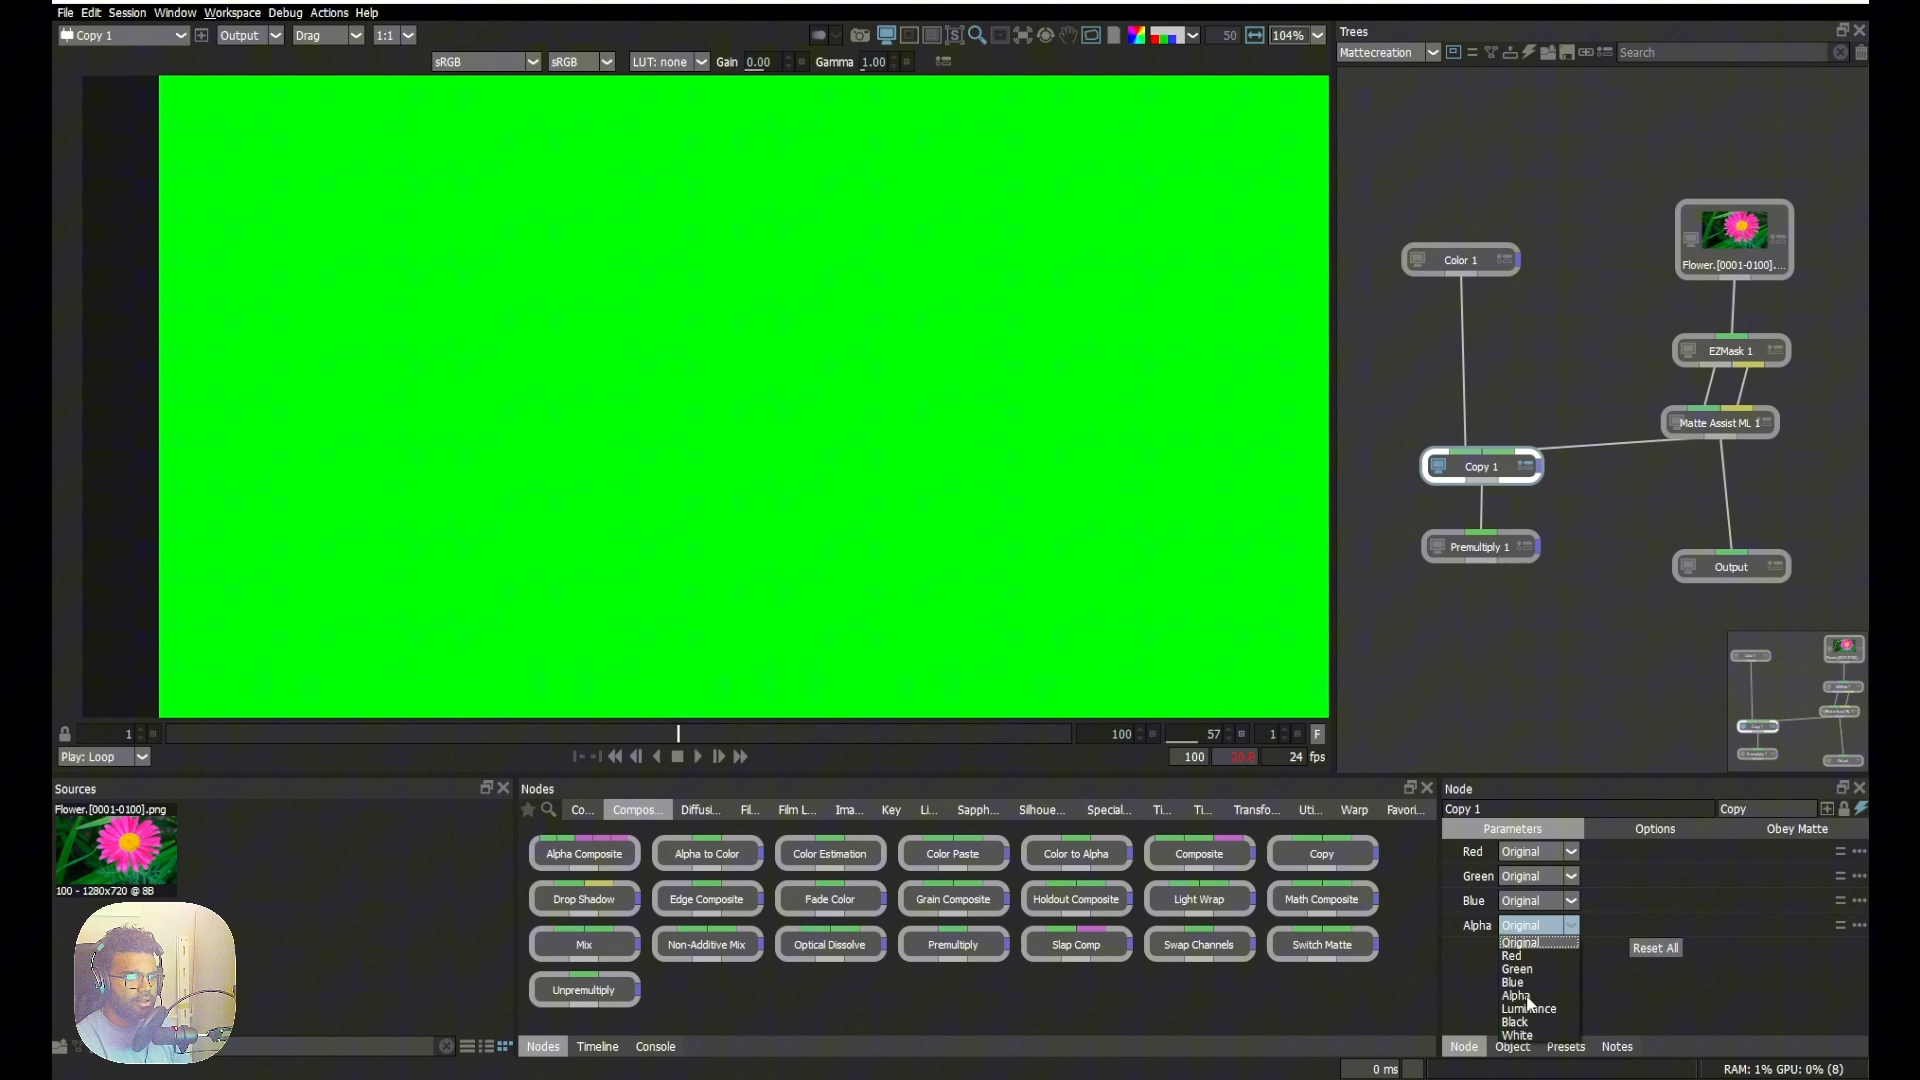 File Edit Session Window Workspace Debug Actions Help
Copy 1 Output Drag 1:1 50 104%
sRGB sRGB LUT: none Gain 0.00 Gamma 1.00
Trees
Mattecreation Search
Color 1
Flower.[0001-0100]....
EZMask 1
Matte Assist ML 1
Copy 1
Premultiply 1
Output
1 100 57 1 F
Play: Loop 100 20.8 24 fps
Sources
Flower.[0001-0100].png
100 - 1280x720 @ 8B
Nodes
Co... Compos... Diffusi... Fil... Film L... Ima... Key Li... Sapph... Silhoue... Special... Ti... Ti... Transfo... Uti... Warp Favori...
Alpha Composite Alpha to Color Color Estimation Color Paste Color to Alpha Composite Copy
Drop Shadow Edge Composite Fade Color Grain Composite Holdout Composite Light Wrap Math Composite
Mix Non-Additive Mix Optical Dissolve Premultiply Slap Comp Swap Channels Switch Matte
Unpremultiply
Nodes Timeline Console
Node
Copy 1 Copy
Parameters Options Obey Matte
Red Original
Green Original
Blue Original
Alpha Original
Original
Red
Green
Blue
Alpha
Luminance
Black
White
Reset All
Node Object Presets Notes
0 ms RAM: 1% GPU: 0% (8)